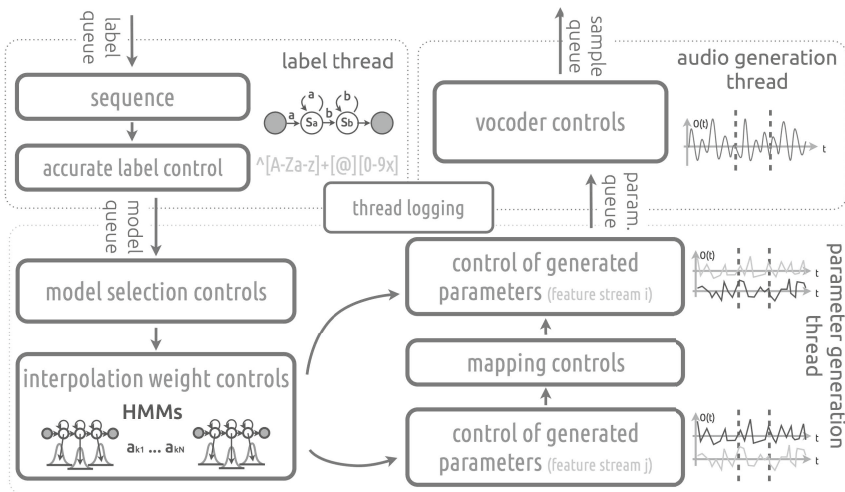 label
queue
label thread
sequence
a
b
a
Sa
b
Sb
accurate label control
^[A-Za-z]+[@][0-9x]
sample
queue
audio generation
thread
vocoder controls
O(t)
t
thread logging
model
queue
param.
queue
model selection controls
interpolation weight controls
HMMs
ak1 ... akN
control of generated
parameters (feature stream i)
O(t)
t
t
mapping controls
control of generated
parameters (feature stream j)
O(t)
t
t
parameter generation
thread